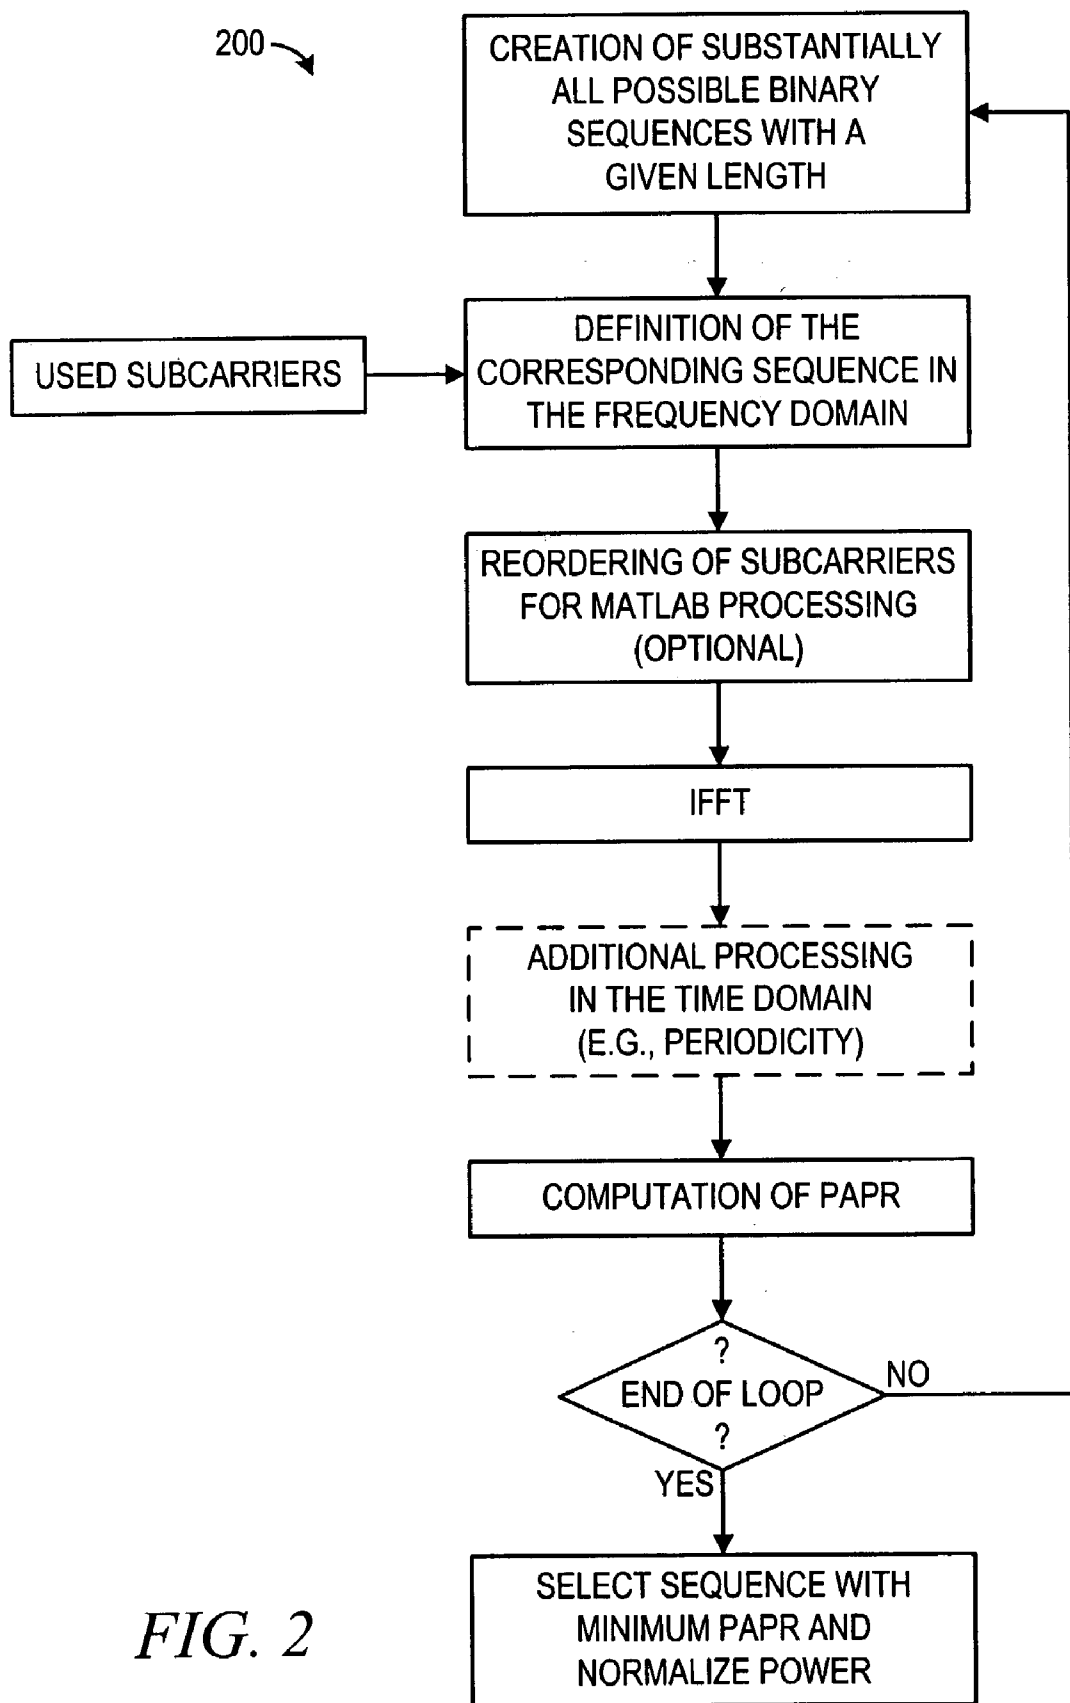 200
CREATION OF SUBSTANTIALLY
ALL POSSIBLE BINARY
SEQUENCES WITH A
GIVEN LENGTH
USED SUBCARRIERS
DEFINITION OF THE
CORRESPONDING SEQUENCE IN
THE FREQUENCY DOMAIN
REORDERING OF SUBCARRIERS
FOR MATLAB PROCESSING
(OPTIONAL)
IFFT
ADDITIONAL PROCESSING
IN THE TIME DOMAIN
(E.G., PERIODICITY)
COMPUTATION OF PAPR
?
END OF LOOP
?
NO
YES
SELECT SEQUENCE WITH
MINIMUM PAPR AND
NORMALIZE POWER
FIG. 2